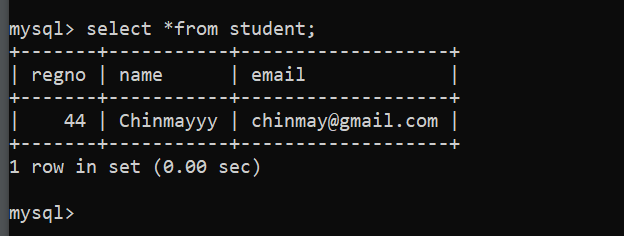 mysql> select *from student;
+-------+-----------+-------------------+
| regno | name      | email             |
+-------+-----------+-------------------+
|    44 | Chinmayyy | chinmay@gmail.com |
+-------+-----------+-------------------+
1 row in set (0.00 sec)
mysql>